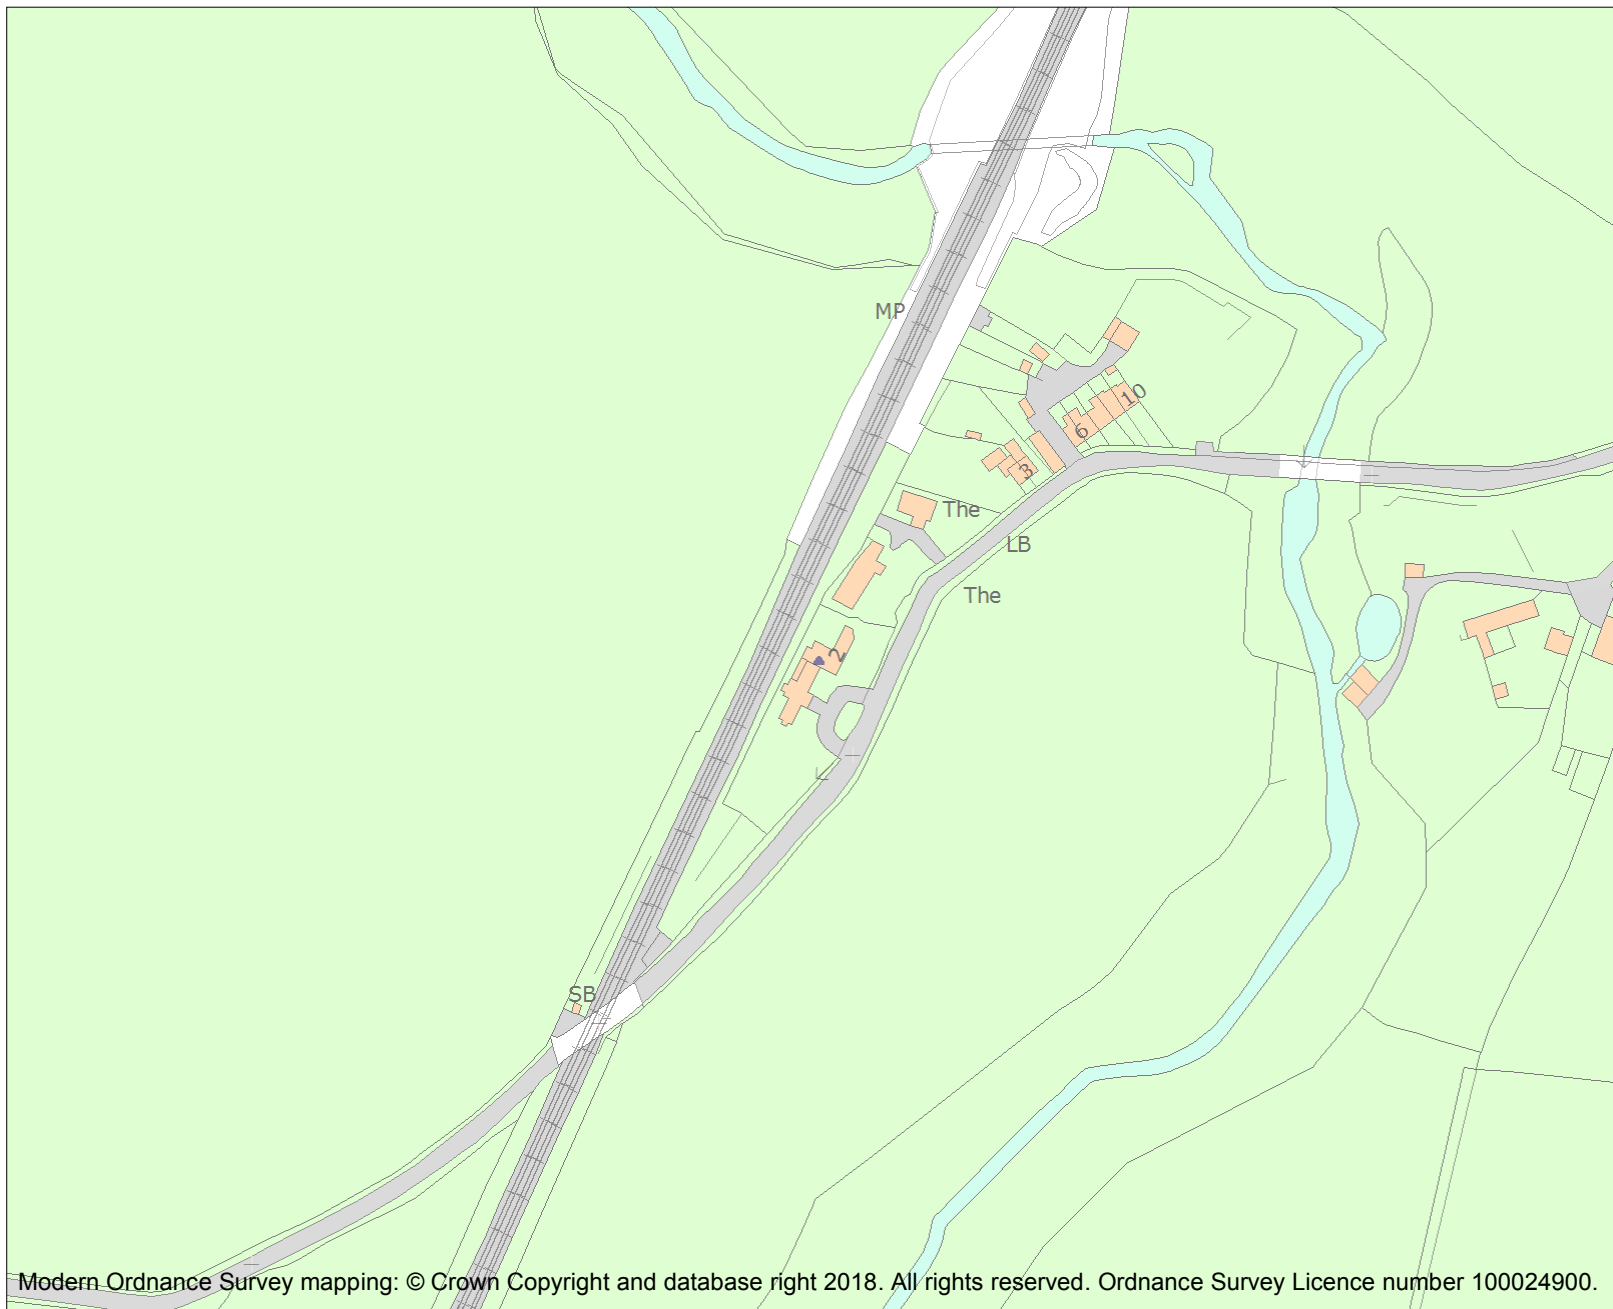 MP
10
6
3
The
LB
The
2
SB
Modern Ordnance Survey mapping: © Crown Copyright and database right 2018. All rights reserved. Ordnance Survey Licence number 100024900.